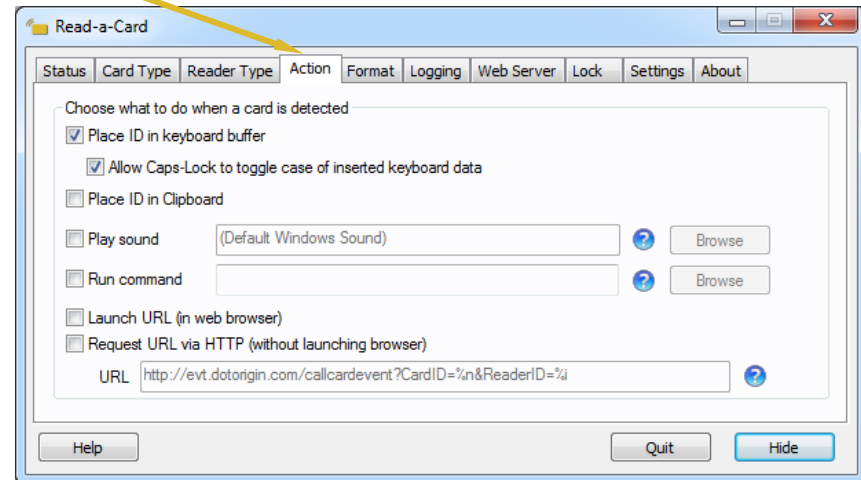 Read-a-Card
Status Card Type Reader Type Action Format Logging Web Server Lock Settings About
Choose what to do when a card is detected
Place ID in keyboard buffer
Allow Caps-Lock to toggle case of inserted keyboard data
Place ID in Clipboard
Play sound (Default Windows Sound) ? Browse
Run command ? Browse
Launch URL (in web browser)
Request URL via HTTP (without launching browser)
URL http://evt.dotorigin.com/callcardevent?CardID=%n&ReaderID=%i ?
Help Quit Hide